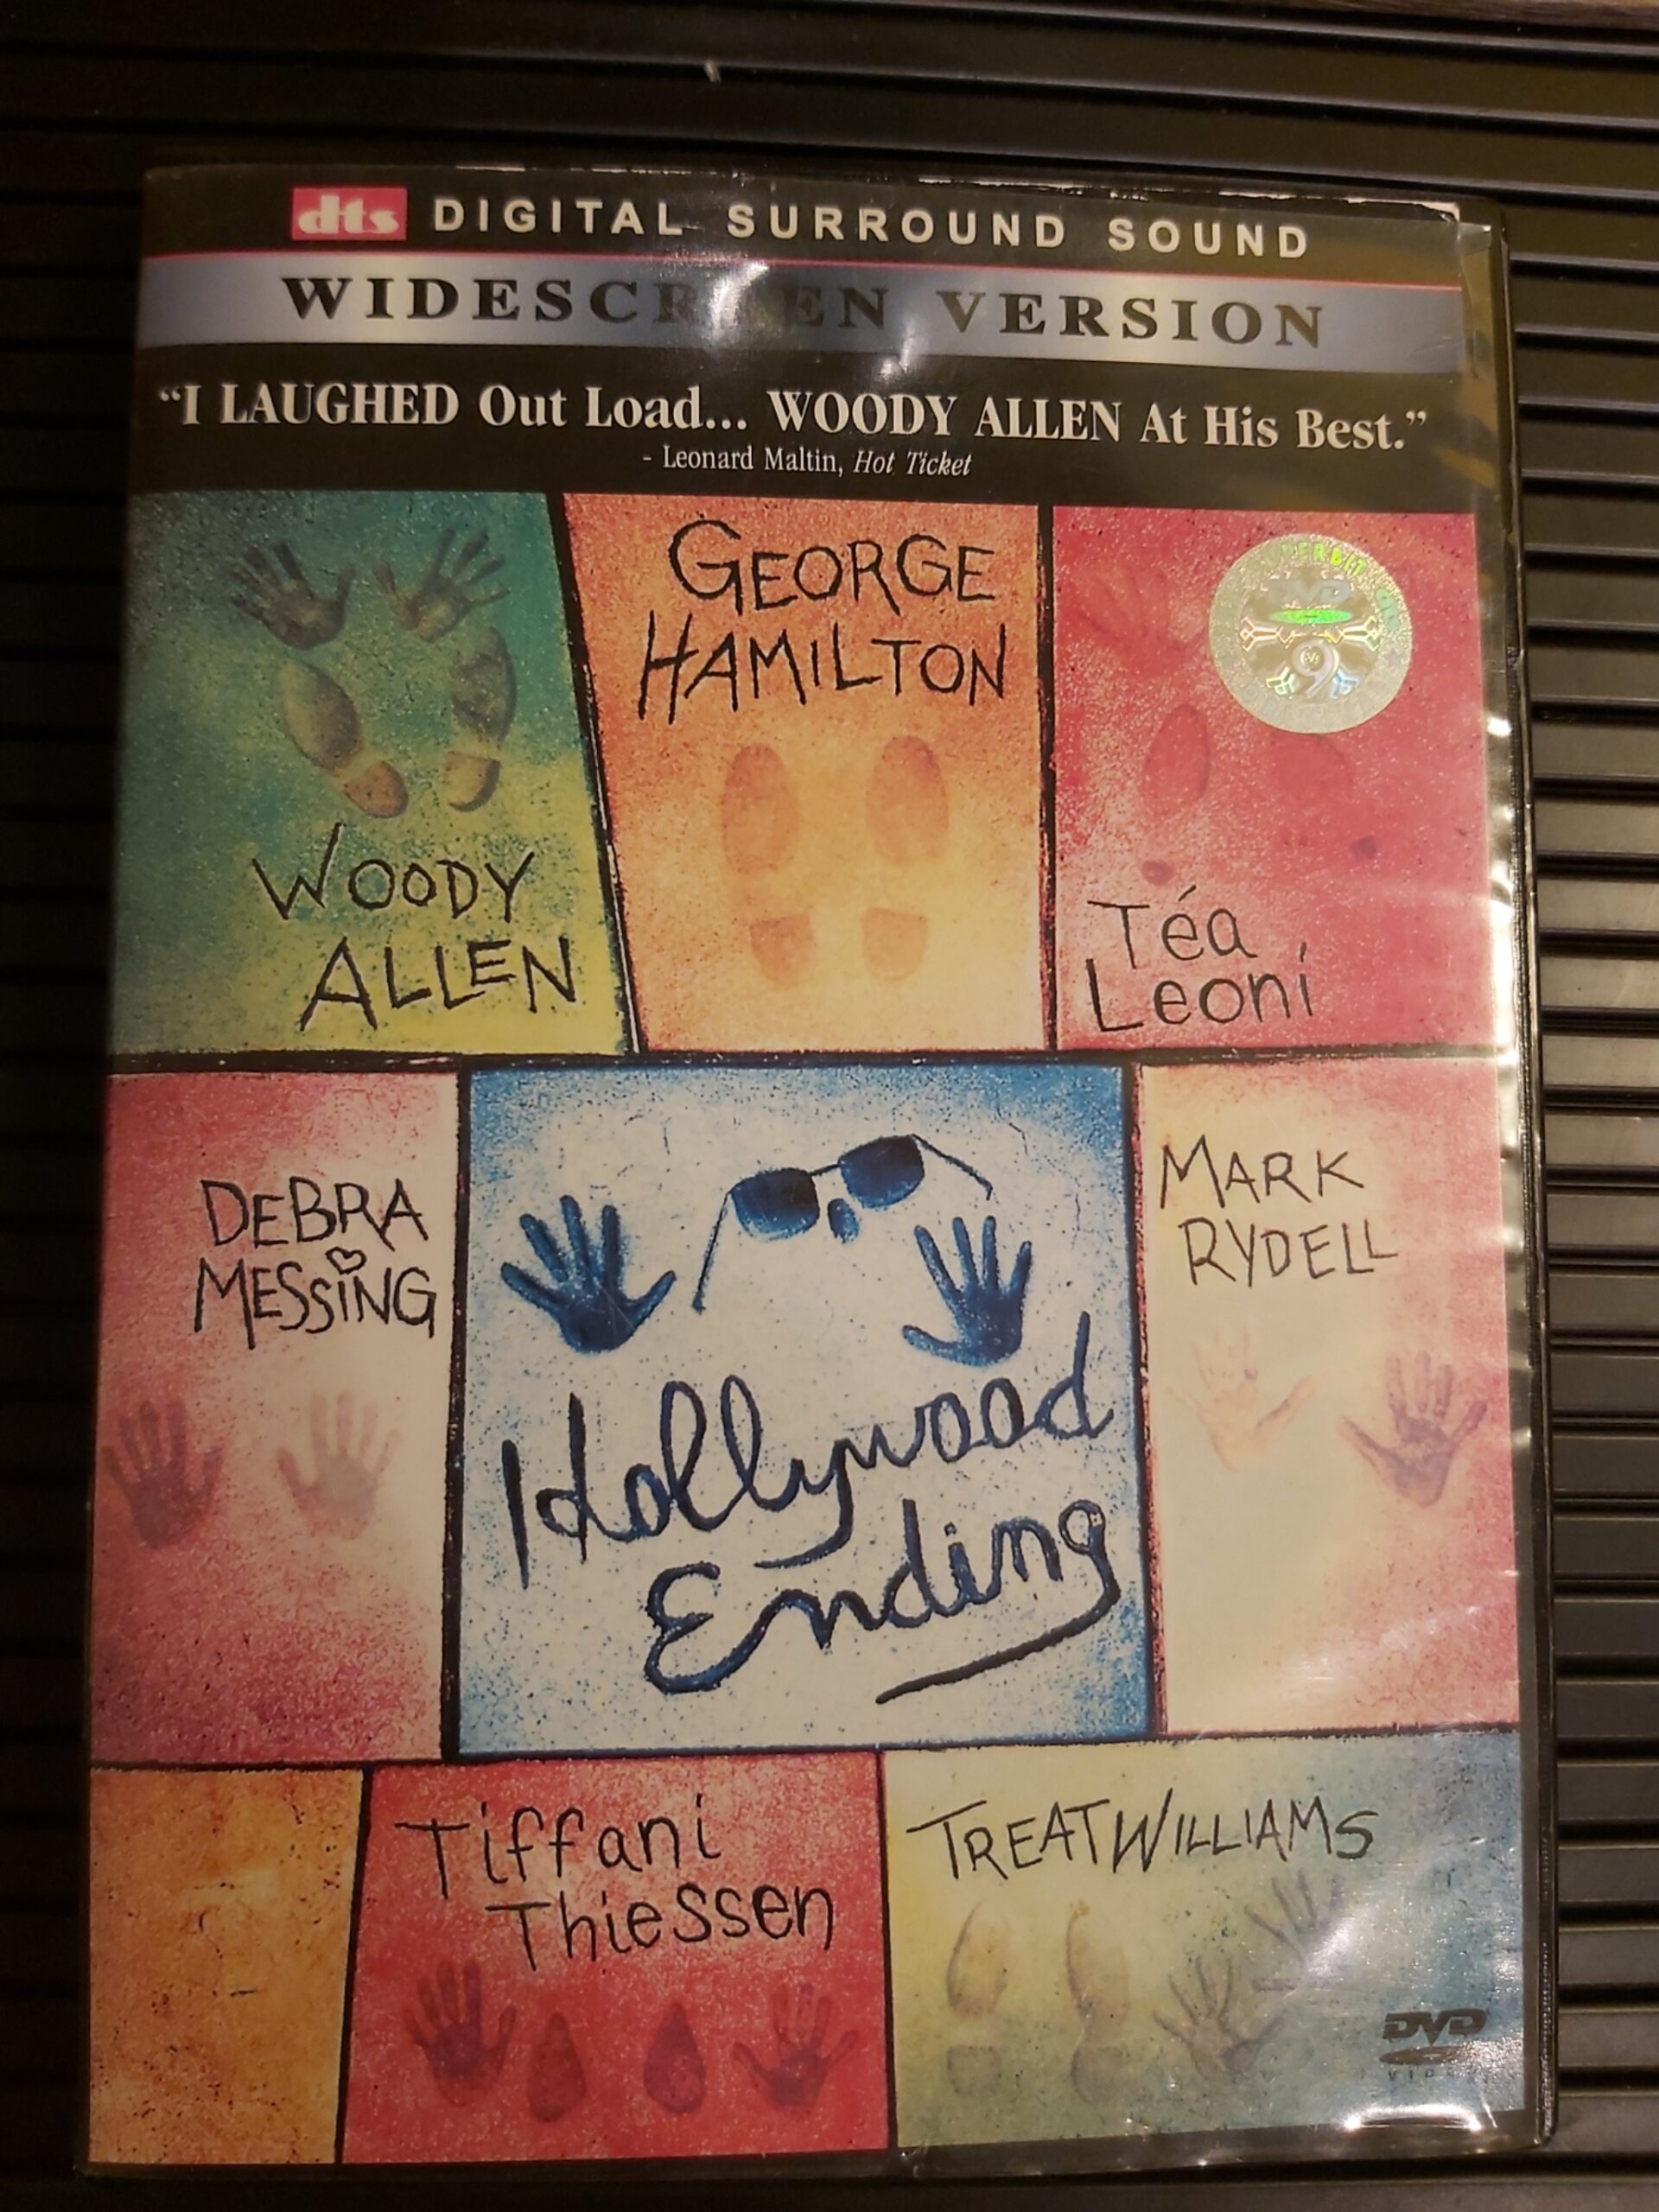 dts DIGITAL SURROUND SOUND
WIDESCREEN VERSION
“I LAUGHED Out Load... WOODY ALLEN At His Best.”
- Leonard Maltin, Hot Ticket
GEORGE
HAMILTON
WOODY
ALLEN
Téa
Leoni
DEBRA
MESSiNG
MARK
RYDELL
Hollywood
Ending
Tiffani
Thiessen
TREAT WILLIAMS
DVD
VIDEO